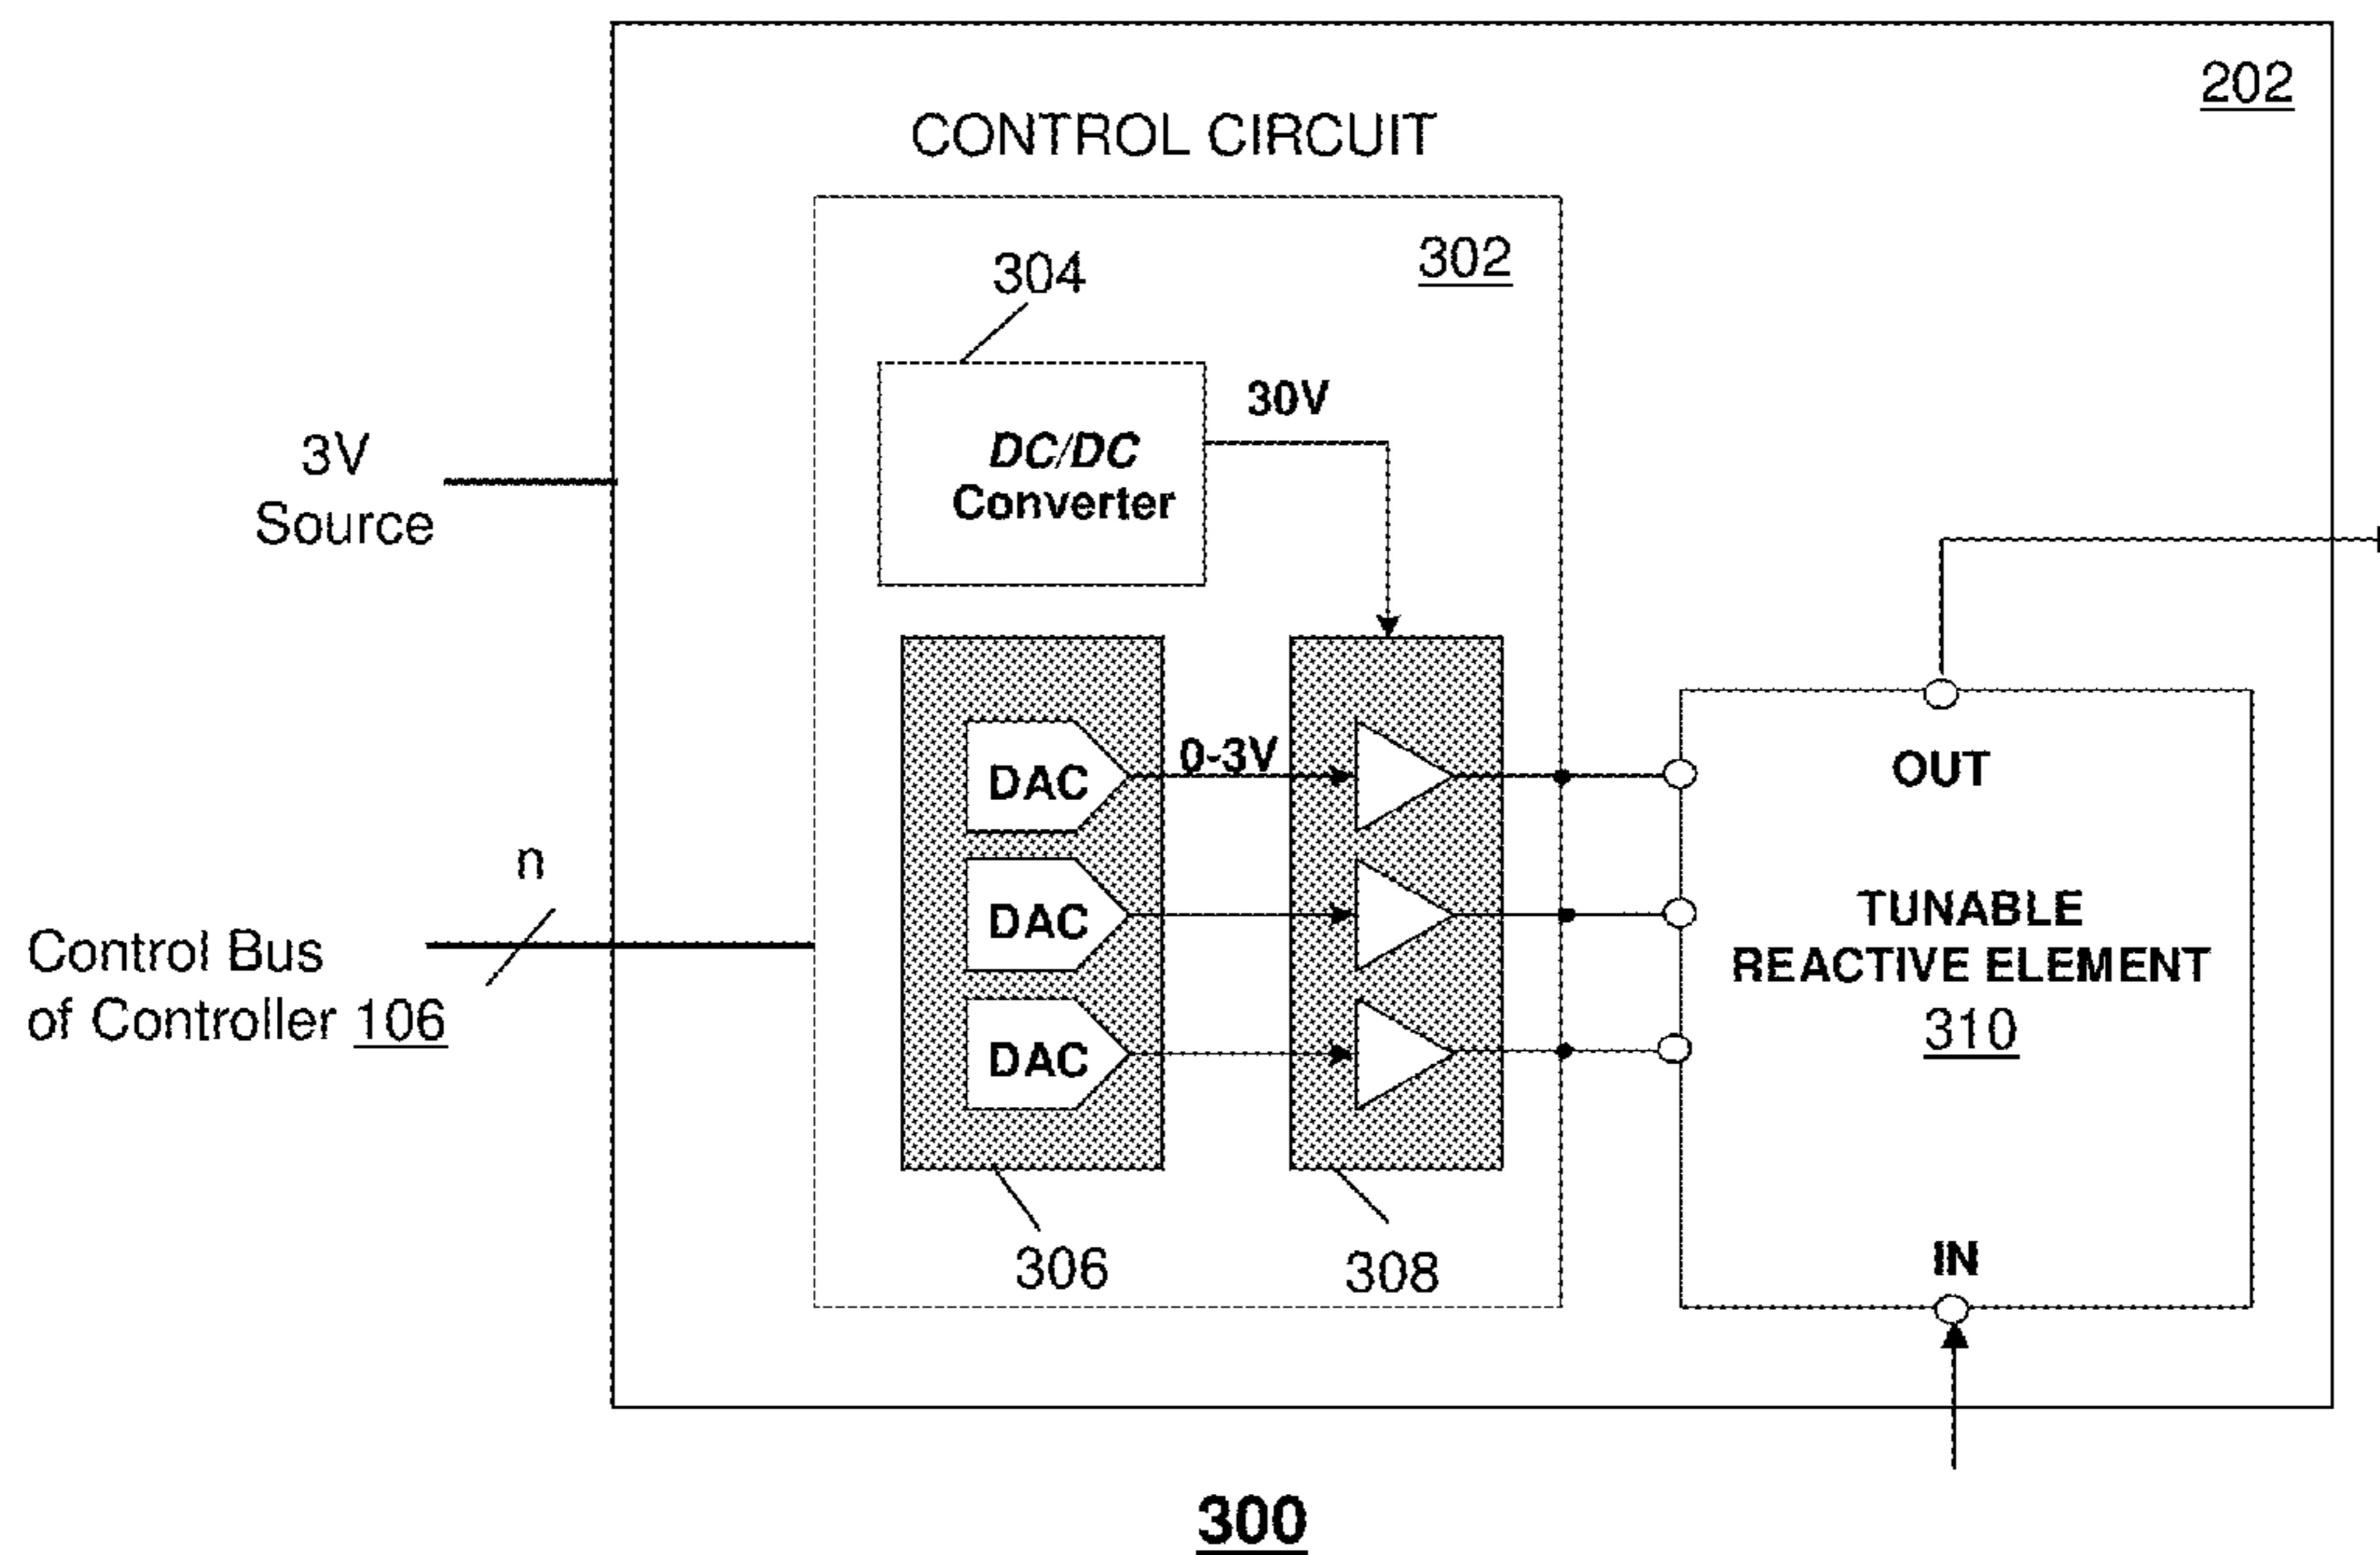 202
CONTROL CIRCUIT
302
304
30V
DC/DC
Converter
3V
Source
0-3V
DAC
DAC
DAC
OUT
TUNABLE
REACTIVE ELEMENT
310
IN
n
Control Bus
of Controller 106
306
308
300